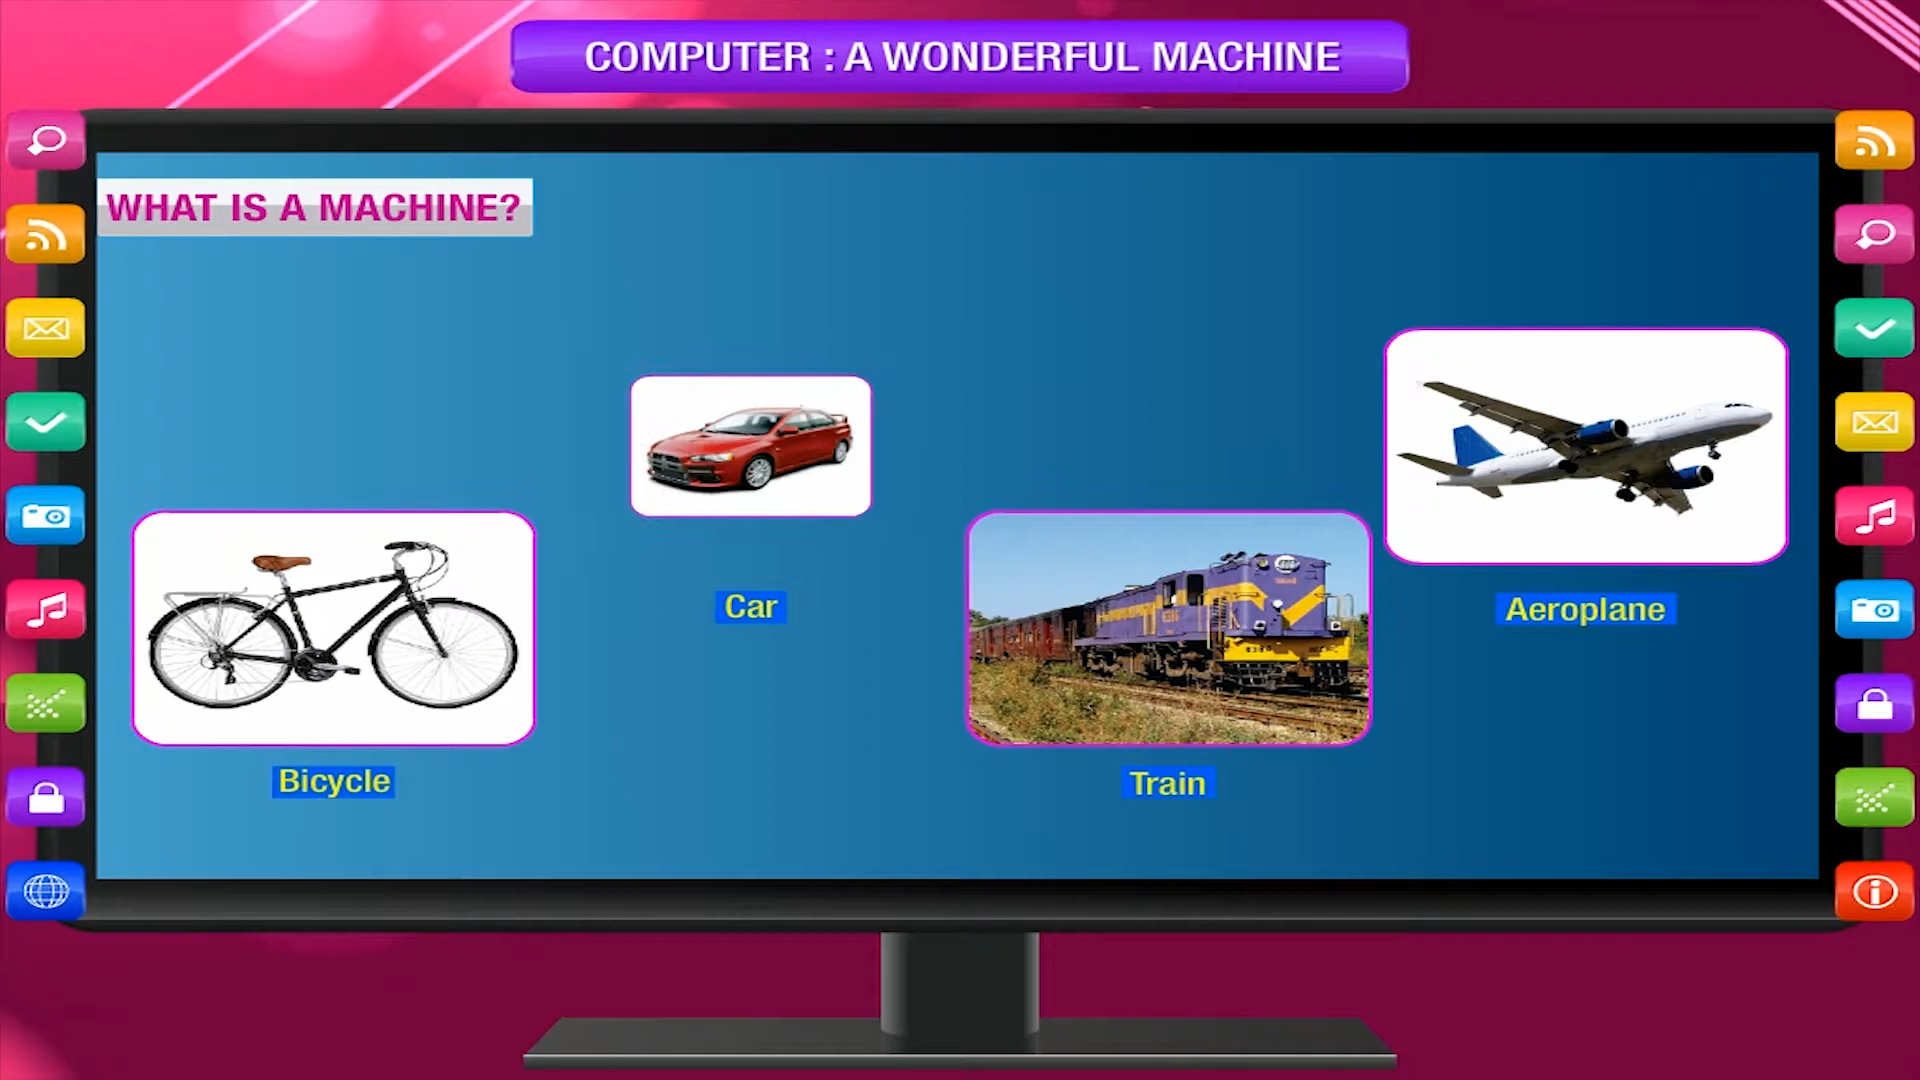 COMPUTER : A WONDERFUL MACHINE
WHAT IS A MACHINE?
Car
Aeroplane
Bicycle
Train